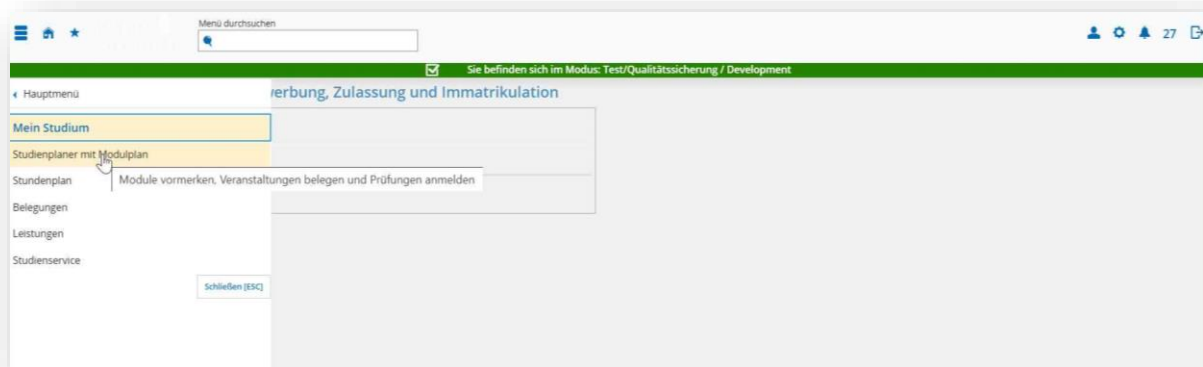 Menü durchsuchen
27
Sie befinden sich im Modus: Test/Qualitätssicherung / Development
Hauptmenü
erbung, Zulassung und Immatrikulation
Mein Studium
Studienplaner mit Modulplan
Stundenplan
Module vormerken, Veranstaltungen belegen und Prüfungen anmelden
Belegungen
Leistungen
Studienservice
Schließen [ESC]